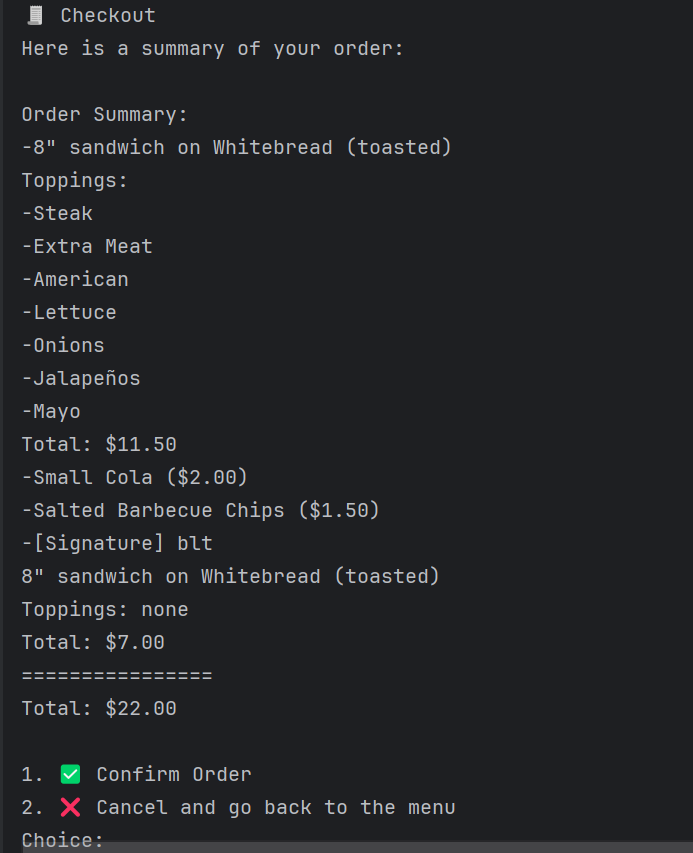 Checkout
Here is a summary of your order:
Order Summary:
-8" sandwich on Whitebread (toasted)
Toppings:
-Steak
-Extra Meat
-American
-Lettuce
-Onions
-Jalapeños
-Mayo
Total: $11.50
-Small Cola ($2.00)
-Salted Barbecue Chips ($1.50)
-[Signature] blt
8" sandwich on Whitebread (toasted)
Toppings: none
Total: $7.00
================
Total: $22.00
1. ✅ Confirm Order
2. ❌ Cancel and go back to the menu
Choice: